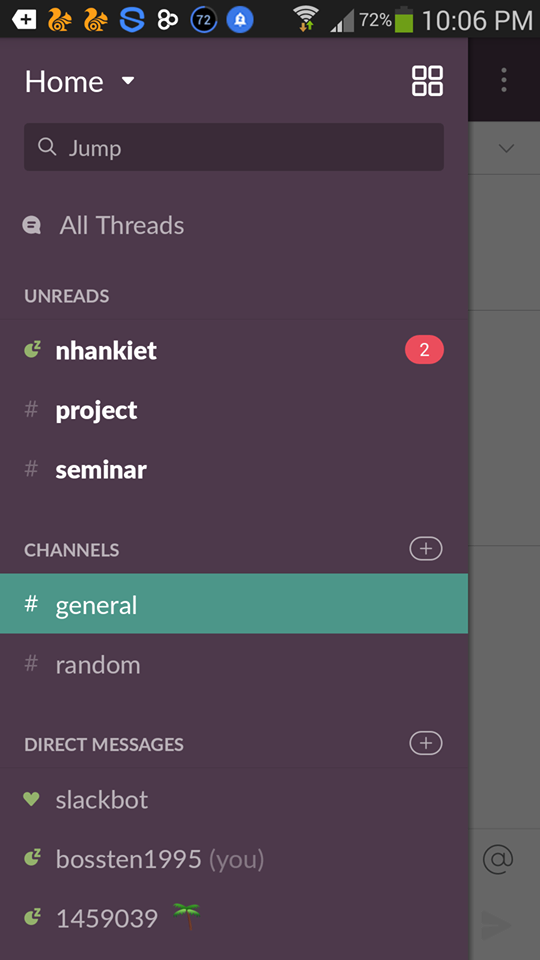 72
72% 10:06 PM
Home
Jump
All Threads
UNREADS
nhankiet 2
# project
# seminar
CHANNELS +
# general
# random
DIRECT MESSAGES +
slackbot
bossten1995 (you)
1459039
@